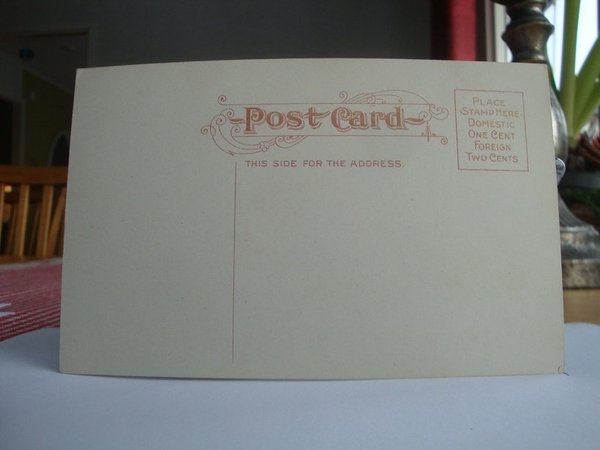 Post Card
THIS SIDE FOR THE ADDRESS.
PLACE
STAMP HERE
DOMESTIC
ONE CENT
FOREIGN
TWO CENTS